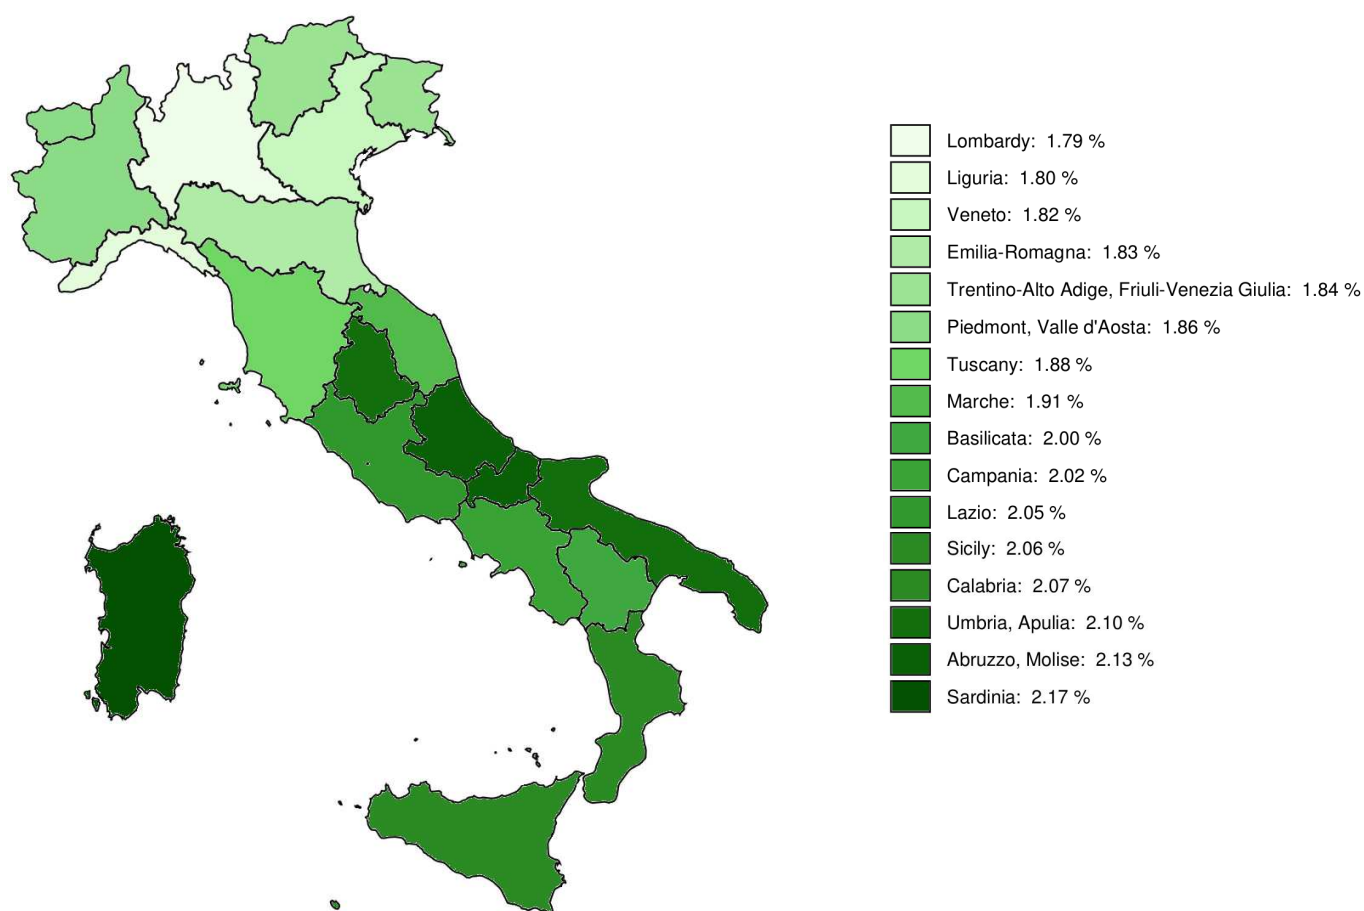 Lombardy: 1.79 %
Liguria: 1.80 %
Veneto: 1.82 %
Emilia-Romagna: 1.83 %
Trentino-Alto Adige, Friuli-Venezia Giulia: 1.84 %
Piedmont, Valle d'Aosta: 1.86 %
Tuscany: 1.88 %
Marche: 1.91 %
Basilicata: 2.00 %
Campania: 2.02 %
Lazio: 2.05 %
Sicily: 2.06 %
Calabria: 2.07 %
Umbria, Apulia: 2.10 %
Abruzzo, Molise: 2.13 %
Sardinia: 2.17 %